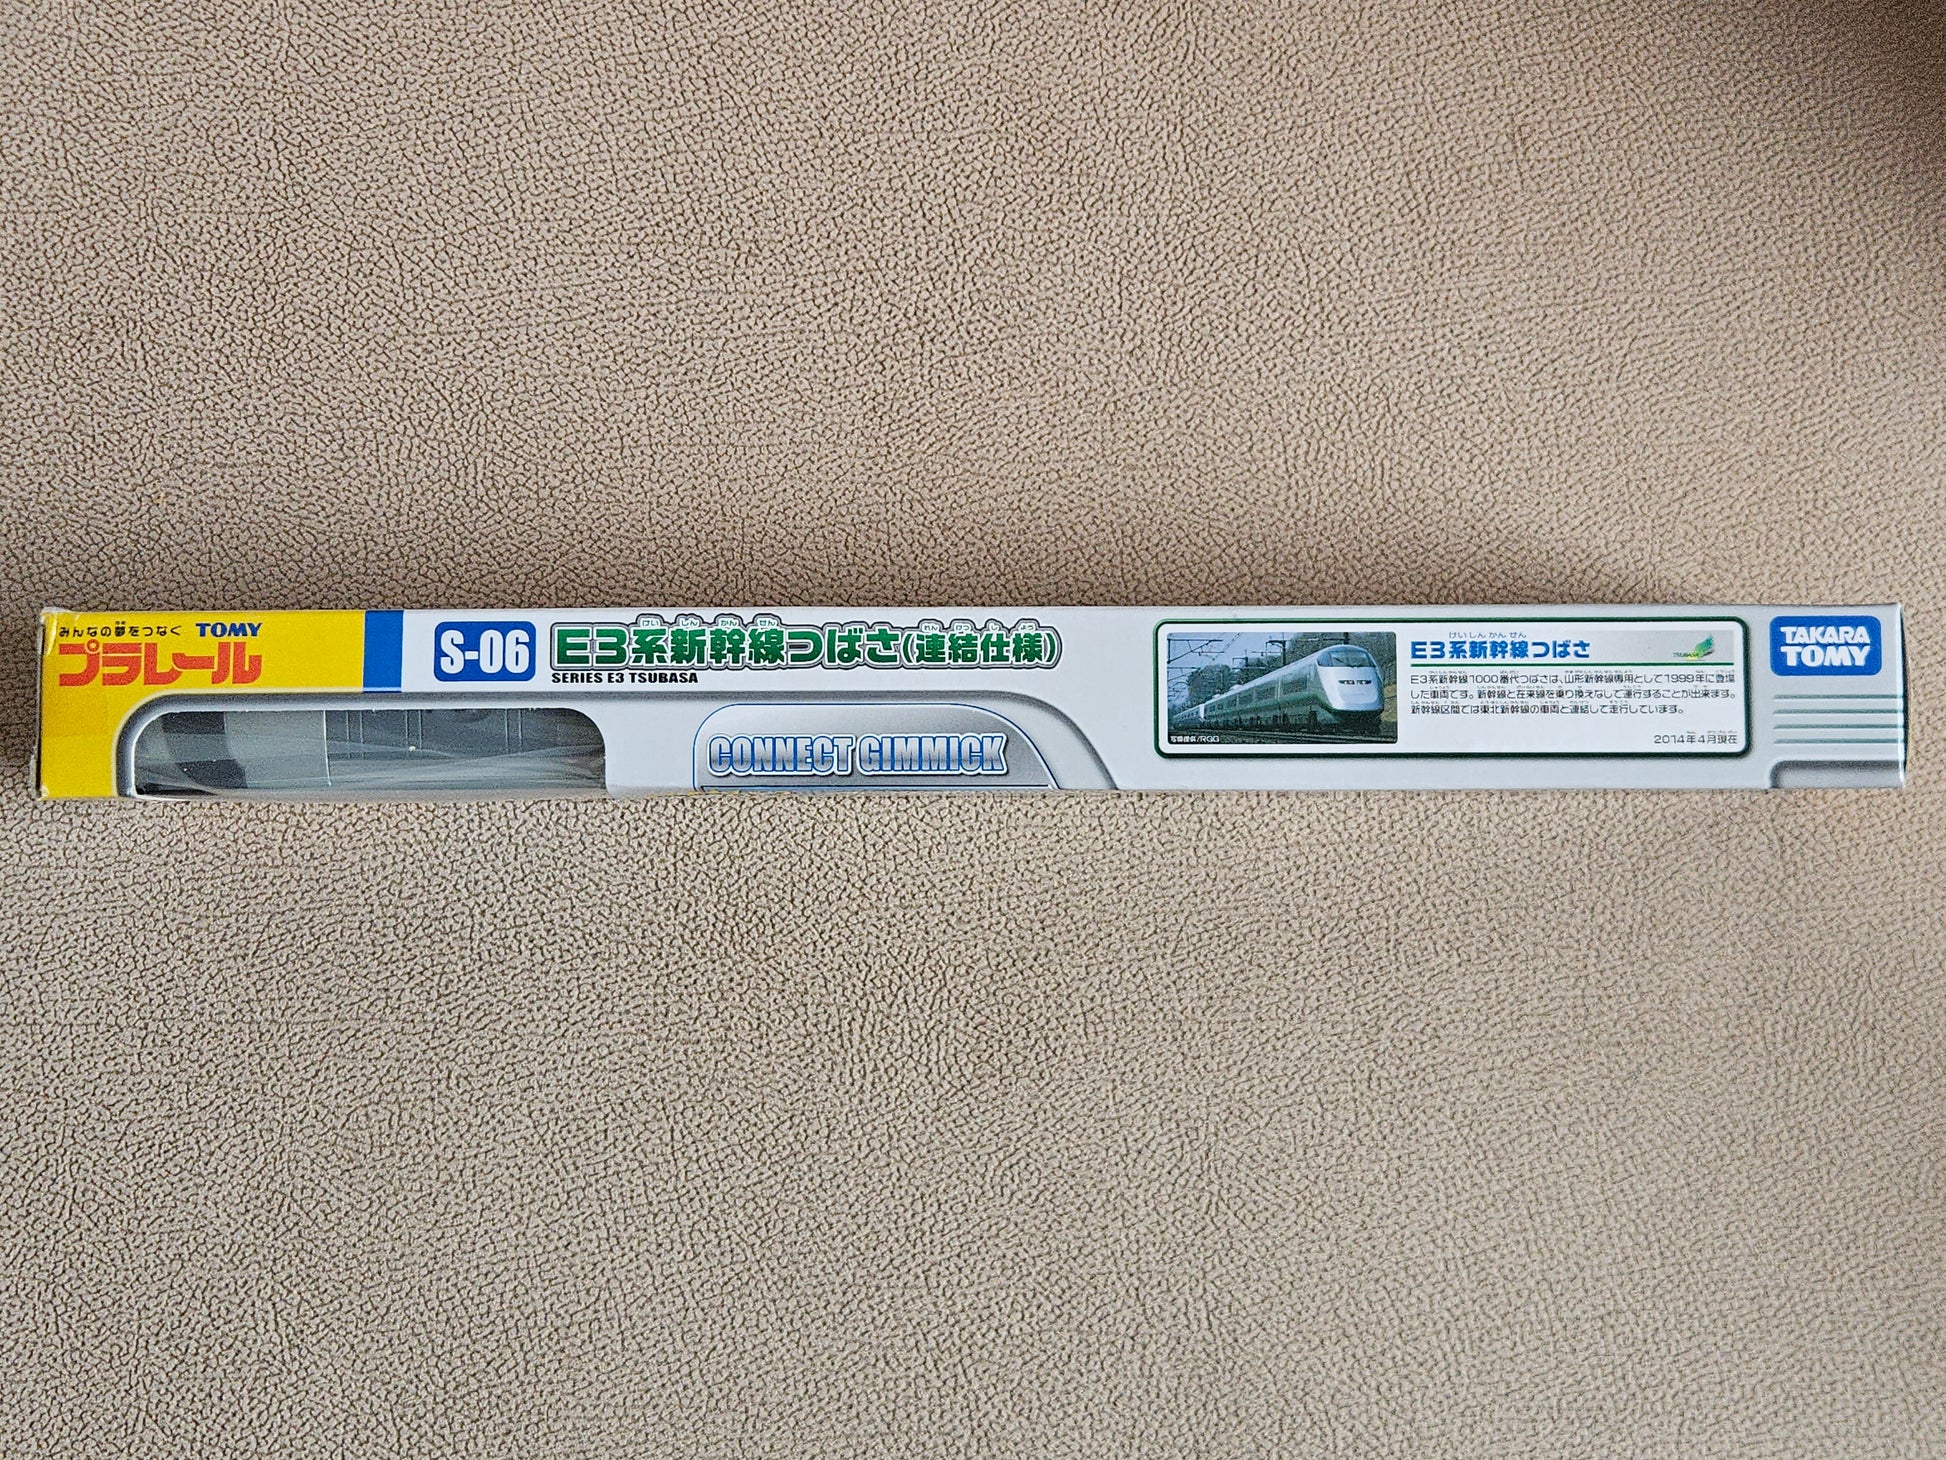 みんなの夢をつなぐ TOMY
プラレール
S-06
E3系新幹線つばさ(連結仕様)
SERIES E3 TSUBASA
CONNECT GIMMICK
写真提供/RGG
E3系新幹線つばさ
TSUBASA
E3系新幹線1000番代つばさは、山形新幹線専用として1999年に登場
した車両です。新幹線と在来線を乗り換えなしで運行することが出来ます。
新幹線区間では東北新幹線の車両と連結して走行しています。
2014年4月現在
TAKARA
TOMY